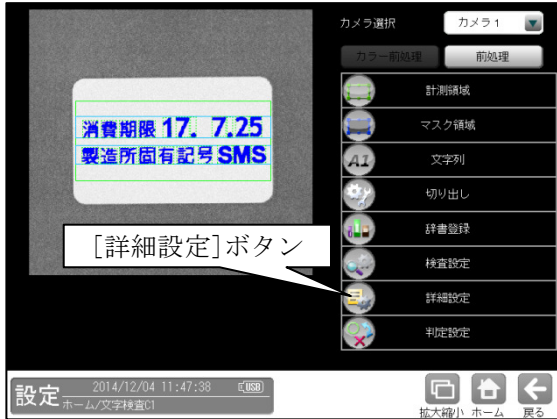 カメラ選択
カメラ1
カラー前処理
前処理
計測領域
マスク領域
A1
文字列
切り出し
辞書登録
検査設定
詳細設定
判定設定
消費期限 17. 7.25
製造所固有記号 SMS
[詳細設定]ボタン
設定
2014/12/04 11:47:38
USB
ホーム/文字検査C1
拡大縮小
ホーム
戻る